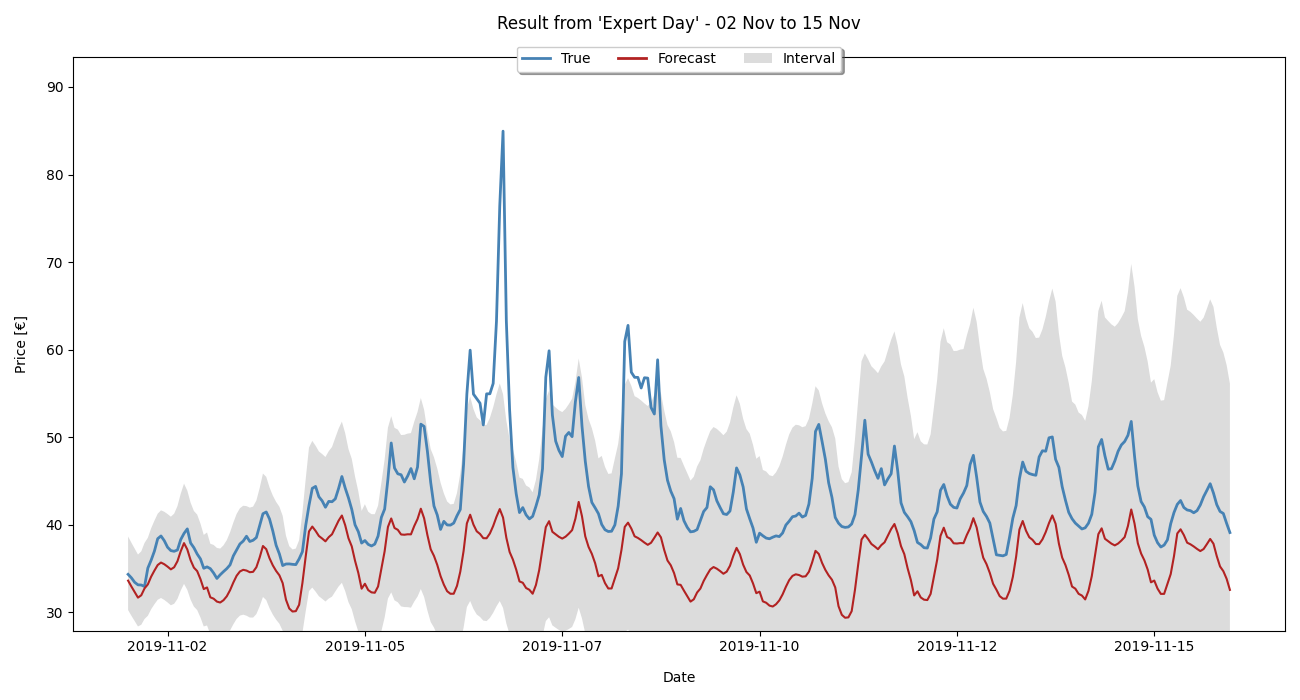 Result from 'Expert Day' - 02 Nov to 15 Nov
True Forecast Interval
90
80
70
60
50
40
30
Price [€]
2019-11-02 2019-11-05 2019-11-07 2019-11-10 2019-11-12 2019-11-15
Date